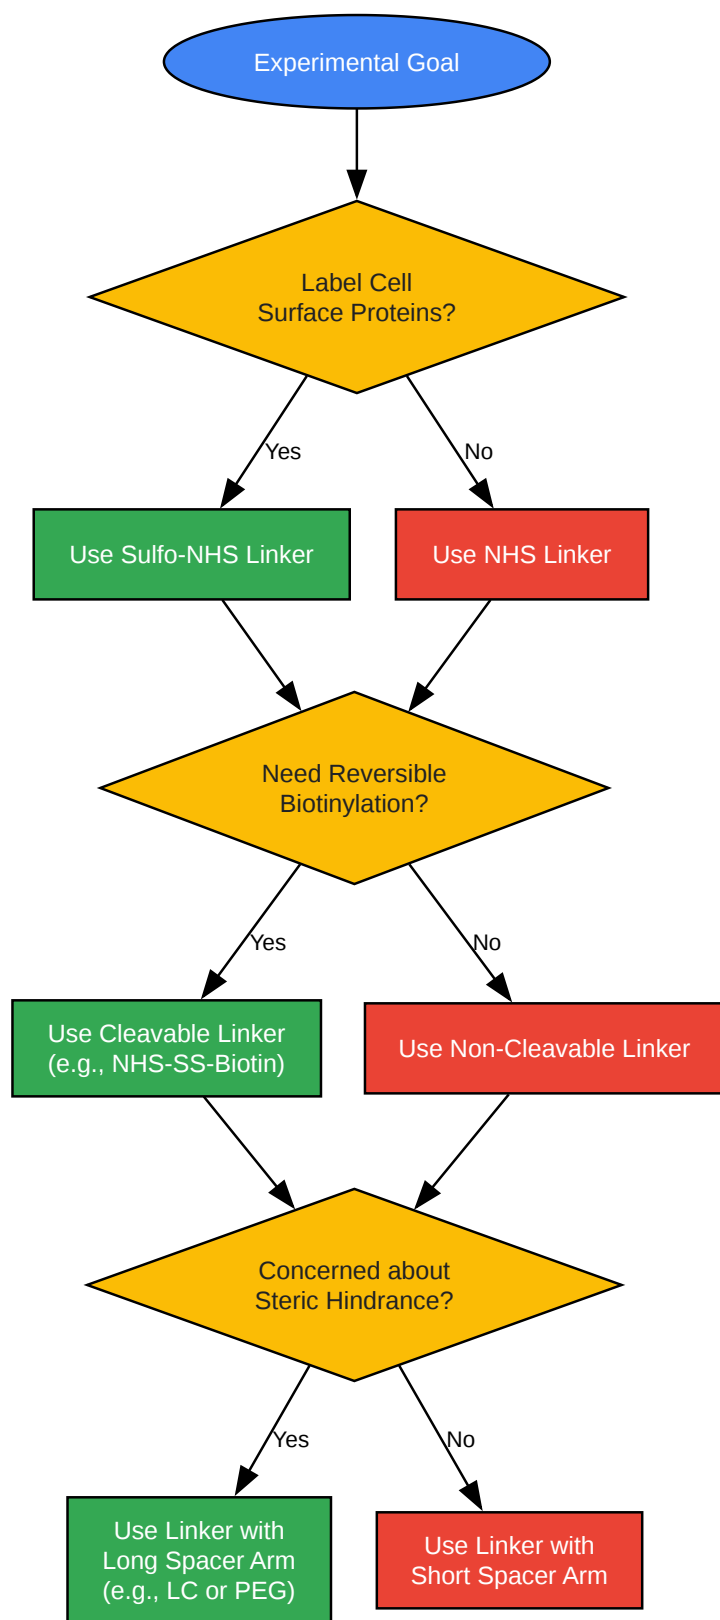 Experimental Goal
Label Cell
Surface Proteins?
Yes
No
Use Sulfo-NHS Linker
Use NHS Linker
Need Reversible
Biotinylation?
Yes
No
Use Cleavable Linker
(e.g., NHS-SS-Biotin)
Use Non-Cleavable Linker
Concerned about
Steric Hindrance?
Yes
No
Use Linker with
Long Spacer Arm
(e.g., LC or PEG)
Use Linker with
Short Spacer Arm